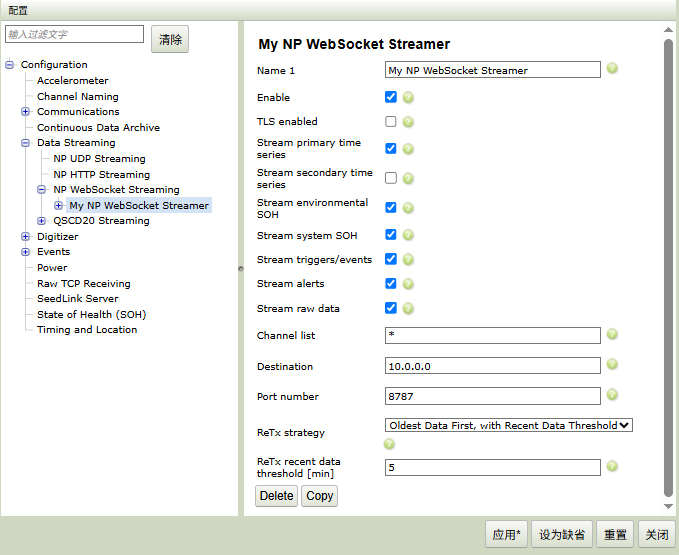 配置
输入过滤文字
清除
Configuration
Accelerometer
Channel Naming
Communications
Continuous Data Archive
Data Streaming
NP UDP Streaming
NP HTTP Streaming
NP WebSocket Streaming
My NP WebSocket Streamer
QSCD20 Streaming
Digitizer
Events
Power
Raw TCP Receiving
SeedLink Server
State of Health (SOH)
Timing and Location
My NP WebSocket Streamer
Name 1
My NP WebSocket Streamer
Enable
TLS enabled
Stream primary time
series
Stream secondary time
series
Stream environmental
SOH
Stream system SOH
Stream triggers/events
Stream alerts
Stream raw data
Channel list
*
Destination
10.0.0.0
Port number
8787
ReTx strategy
Oldest Data First, with Recent Data Threshold
ReTx recent data
threshold [min]
5
Delete
Copy
应用*
设为缺省
重置
关闭